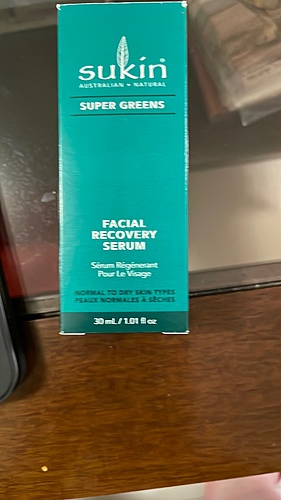 sukin®
AUSTRALIAN • NATURAL
SUPER GREENS
FACIAL
RECOVERY
SERUM
Sérum Régénerant
Pour Le Visage
NORMAL TO DRY SKIN TYPES
PEAUX NORMALES À SÈCHES
30 mL / 1.01 fl oz